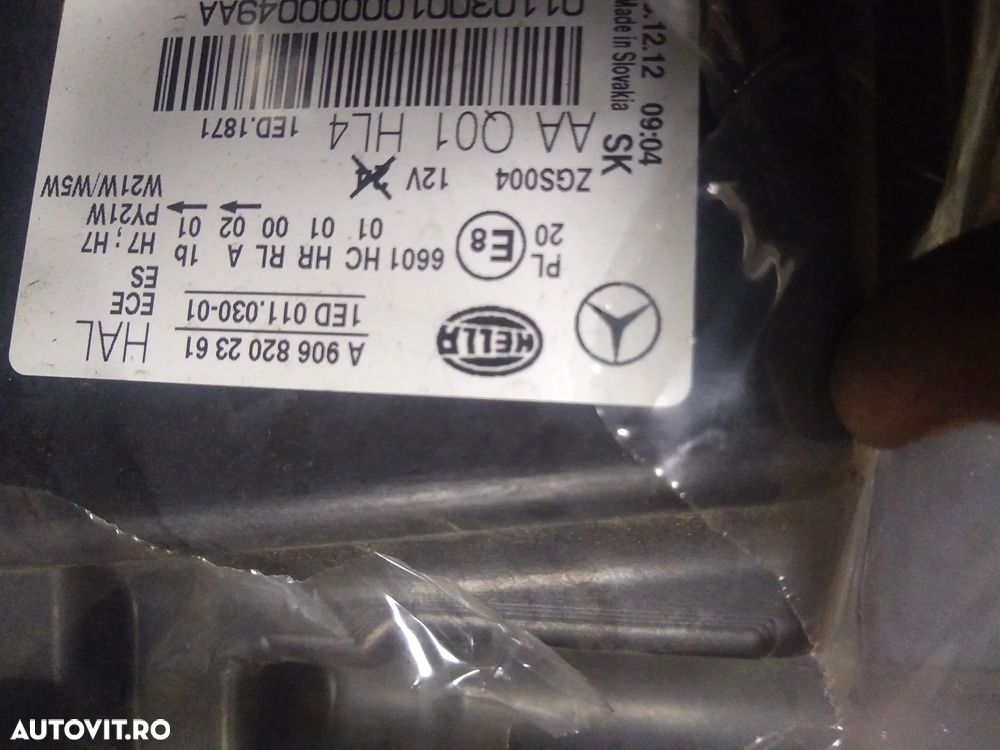 A 906 820 23 61
HAL
1ED 011.030-01
ECE
ES
HELLA
6601 HC HR RL A 1b
H7 ; H7
01 01 00 02 01
PY21W
W21W/W5W
E8
PL
20
ZGS004
12V
AA Q01 HL4
1ED.1871
01103001000004 9AA
.12.12 09:04
Made in Slovakia
SK
AUTOVIT.RO